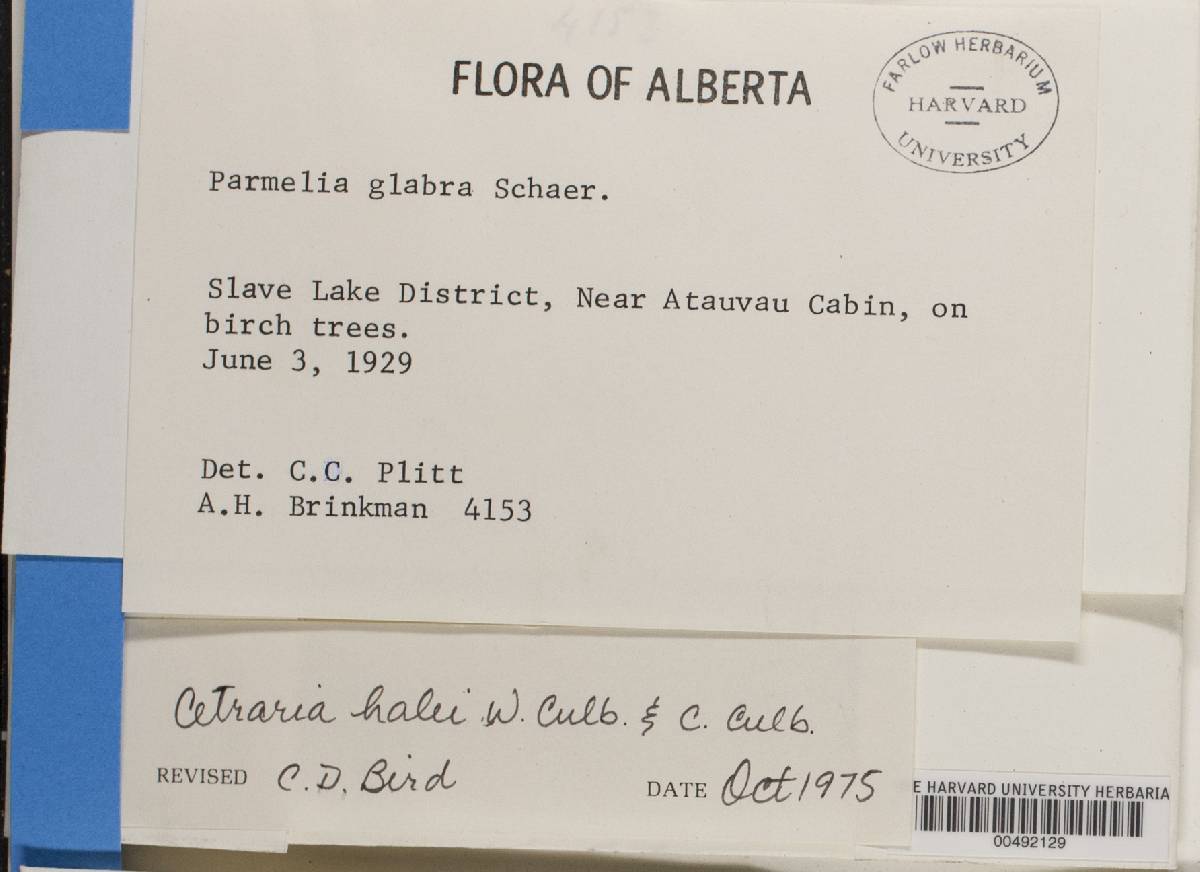 4153
FLORA OF ALBERTA
FARLOW HERBARIUM
HARVARD
UNIVERSITY
Parmelia glabra Schaer.
Slave Lake District, Near Atauvau Cabin, on
birch trees.
June 3, 1929
Det. C.C. Plitt
A.H. Brinkman 4153
Cetraria halei W. Culb. & C. Culb.
REVISED C.D. Bird DATE Oct 1975
E HARVARD UNIVERSITY HERBARIA
00492129